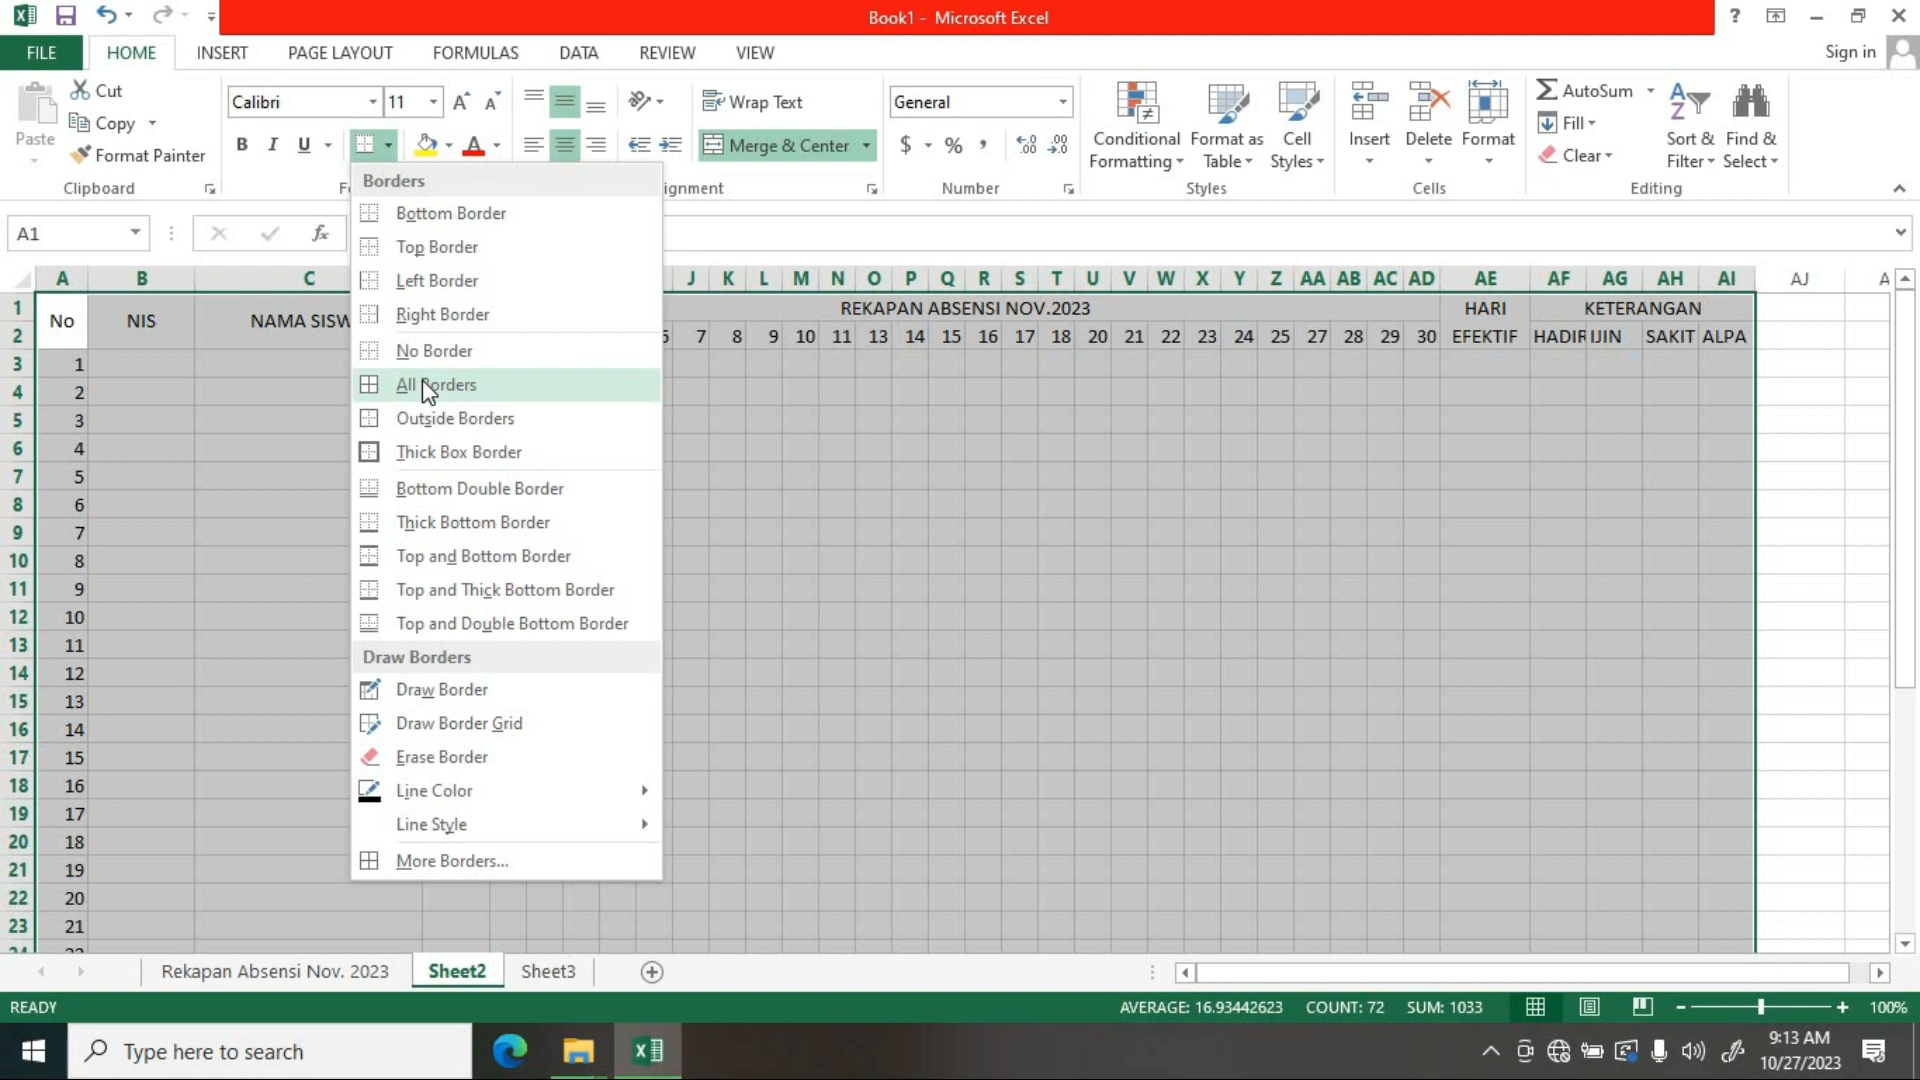 Book1 - Microsoft Excel
?
FILE HOME INSERT PAGE LAYOUT FORMULAS DATA REVIEW VIEW Sign in
Paste
Cut
Copy
Format Painter
Clipboard
Calibri 11
B I U A
Wrap Text
Merge & Center
General
$ % ,
Number
Conditional Formatting
Format as Table
Cell Styles
Styles
Insert Delete Format
Cells
AutoSum
Fill
Clear
Sort & Filter
Find & Select
Editing
A1 fx
Borders
Bottom Border
Top Border
Left Border
Right Border
No Border
All Borders
Outside Borders
Thick Box Border
Bottom Double Border
Thick Bottom Border
Top and Bottom Border
Top and Thick Bottom Border
Top and Double Bottom Border
Draw Borders
Draw Border
Draw Border Grid
Erase Border
Line Color
Line Style
More Borders...
A B C J K L M N O P Q R S T U V W X Y Z AA AB AC AD AE AF AG AH AI AJ
1 No NIS NAMA SISW REKAPAN ABSENSI NOV.2023 HARI KETERANGAN
2 7 8 9 10 11 13 14 15 16 17 18 20 21 22 23 24 25 27 28 29 30 EFEKTIF HADIR IJIN SAKIT ALPA
3 1
4 2
5 3
6 4
7 5
8 6
9 7
10 8
11 9
12 10
13 11
14 12
15 13
16 14
17 15
18 16
19 17
20 18
21 19
22 20
23 21
Rekapan Absensi Nov. 2023 Sheet2 Sheet3
READY AVERAGE: 16.93442623 COUNT: 72 SUM: 1033 100%
Type here to search
9:13 AM
10/27/2023